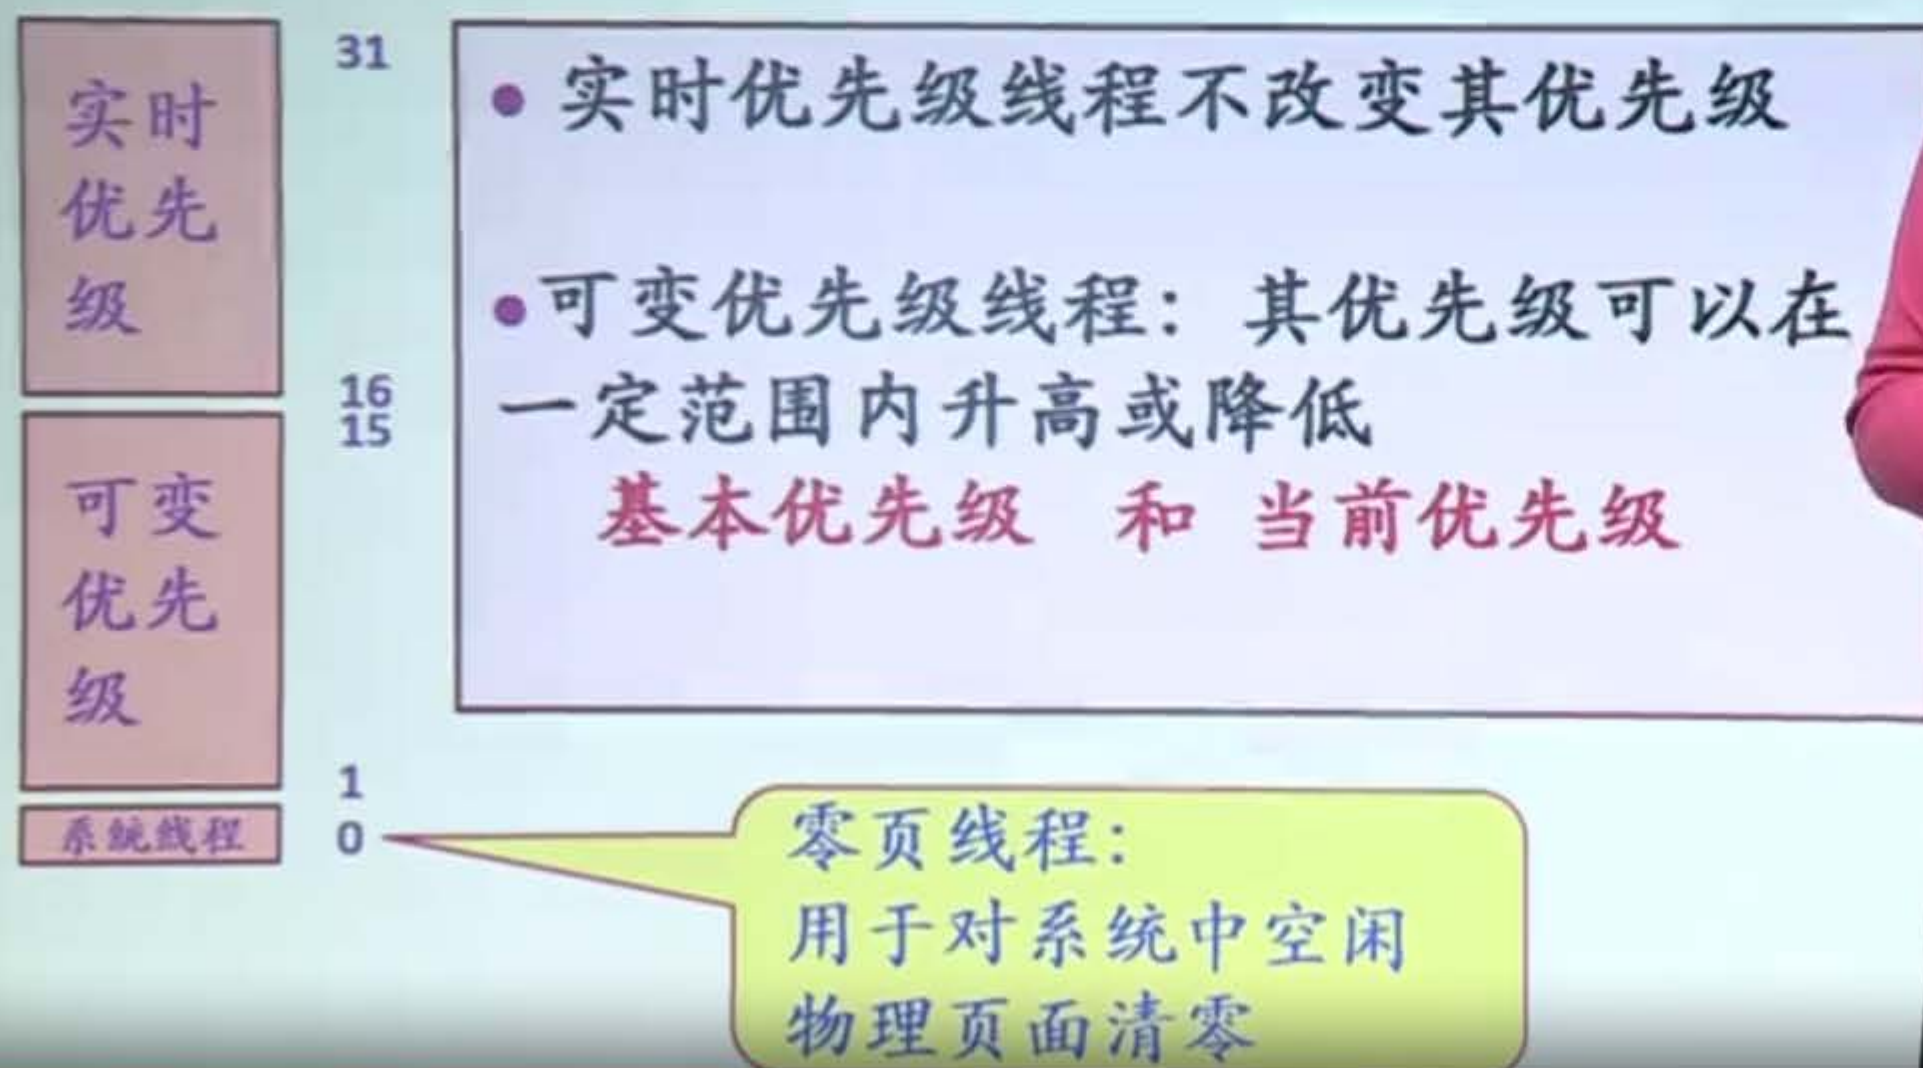 实时
优先
级
31
16
15
可变
优先
级
1
系统线程
0
● 实时优先级线程不改变其优先级
● 可变优先级线程：其优先级可以在
一定范围内升高或降低
基本优先级 和 当前优先级
零页线程：
用于对系统中空闲
物理页面清零